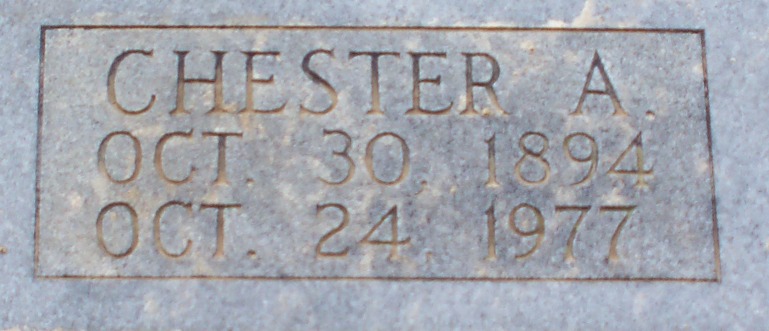 CHESTER A.
OCT. 30, 1894
OCT. 24, 1977